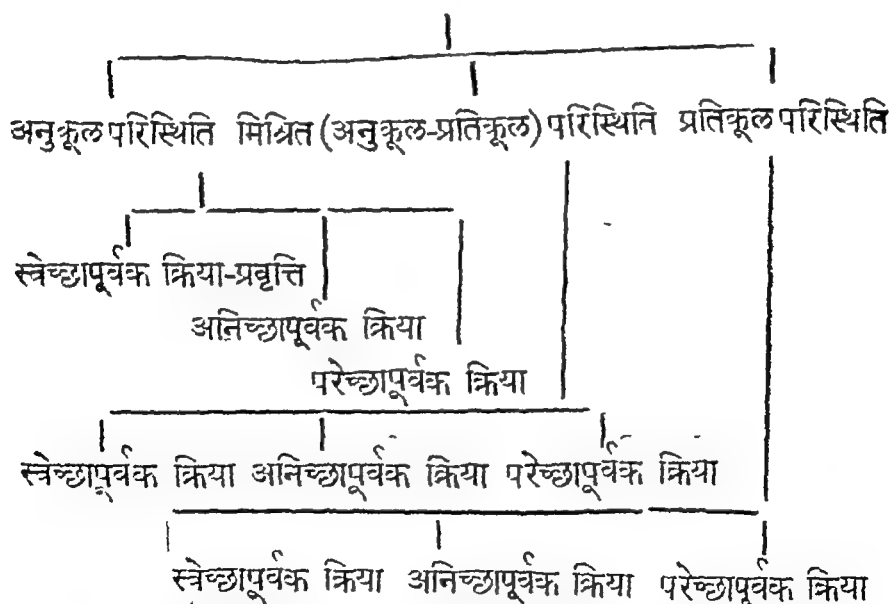 अनुकूल परिस्थिति मिश्रित (अनुकूल-प्रतिकूल) परिस्थिति प्रतिकूल परिस्थिति
स्वेच्छापूर्वक क्रिया-प्रवृत्ति
अनिच्छापूर्वक क्रिया
परेच्छापूर्वक क्रिया
स्वेच्छापूर्वक क्रिया अनिच्छापूर्वक क्रिया परेच्छापूर्वक क्रिया
स्वेच्छापूर्वक क्रिया अनिच्छापूर्वक क्रिया परेच्छापूर्वक क्रिया